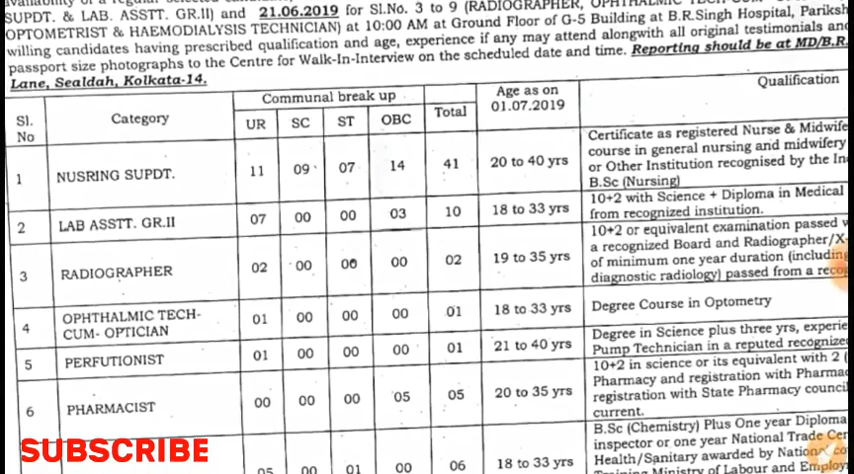 SUPDT. & LAB. ASSTT. GR.II) and 21.06.2019 for Sl.No. 3 to 9 (RADIOGRAPHER,
OPTOMETRIST & HAEMODIALYSIS TECHNICIAN) at 10:00 AM at Ground Floor of G-5 Building at B.R.Singh Hospital, Pariksh
willing candidates having prescribed qualification and age, experience if any may attend alongwith all original testimonials and
passport size photographs to the Centre for Walk-In-Interview on the scheduled date and time. Reporting should be at MD/B.R.
Lane, Sealdah, Kolkata-14.
Sl. No Category Communal break up Total Age as on 01.07.2019 Qualification
UR SC ST OBC
1 NUSRING SUPDT. 11 09 07 14 41 20 to 40 yrs Certificate as registered Nurse & Midwife
course in general nursing and midwifery
or Other Institution recognised by the In
B.Sc (Nursing)
2 LAB ASSTT. GR.II 07 00 00 03 10 18 to 33 yrs 10+2 with Science + Diploma in Medical
from recognized institution.
3 RADIOGRAPHER 02 00 00 00 02 19 to 35 yrs 10+2 or equivalent examination passed
a recognized Board and Radiographer/X-
of minimum one year duration (including
diagnostic radiology) passed from a recog
4 OPHTHALMIC TECH-
CUM- OPTICIAN 01 00 00 00 01 18 to 33 yrs Degree Course in Optometry
5 PERFUTIONIST 01 00 00 00 01 21 to 40 yrs Degree in Science plus three yrs, experie
Pump Technician in a reputed recognize
6 PHARMACIST 00 00 00 05 05 20 to 35 yrs 10+2 in science or its equivalent with 2 (
Pharmacy and registration with Pharmac
registration with State Pharmacy council
current.
05 00 01 00 06 18 to 33 yrs B.Sc (Chemistry) Plus One year Diploma
inspector or one year National Trade Cer
Health/Sanitary awarded by National co
Training Ministry of Labour and Employ
SUBSCRIBE